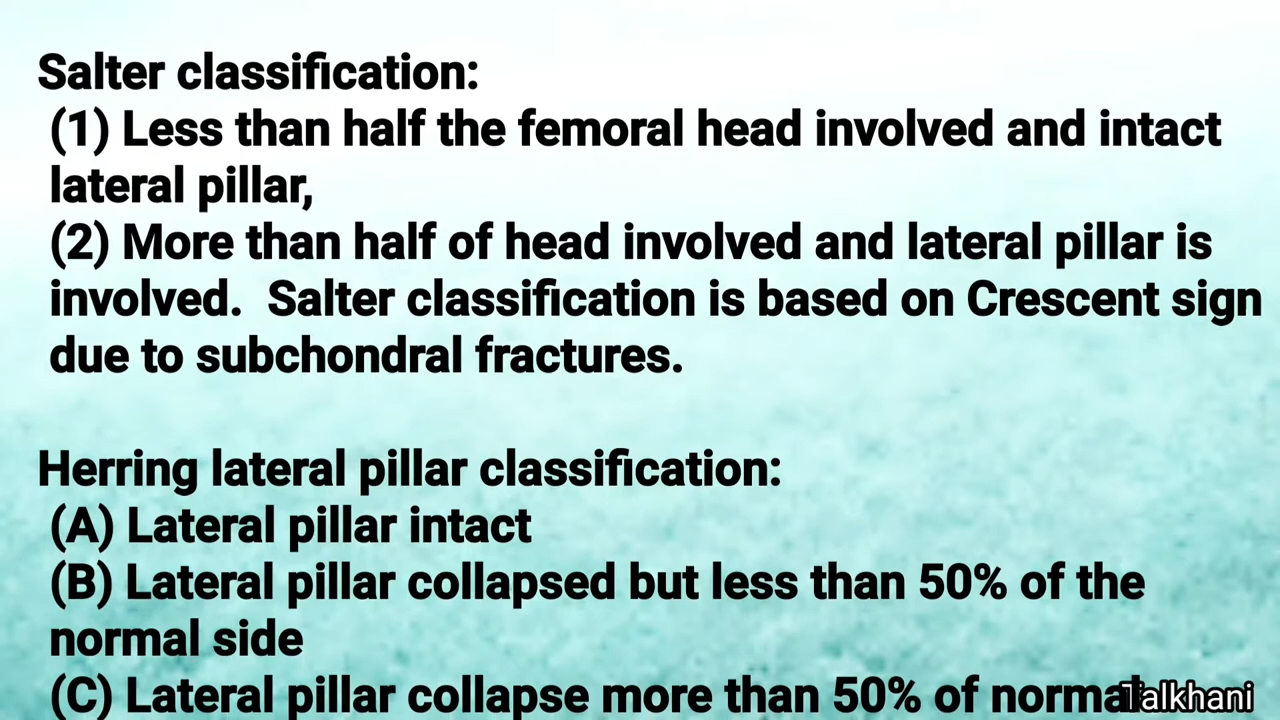 Salter classification:
(1) Less than half the femoral head involved and intact
lateral pillar,
(2) More than half of head involved and lateral pillar is
involved.  Salter classification is based on Crescent sign
due to subchondral fractures.
Herring lateral pillar classification:
(A) Lateral pillar intact
(B) Lateral pillar collapsed but less than 50% of the
normal side
(C) Lateral pillar collapse more than 50% of normal
Talkhani